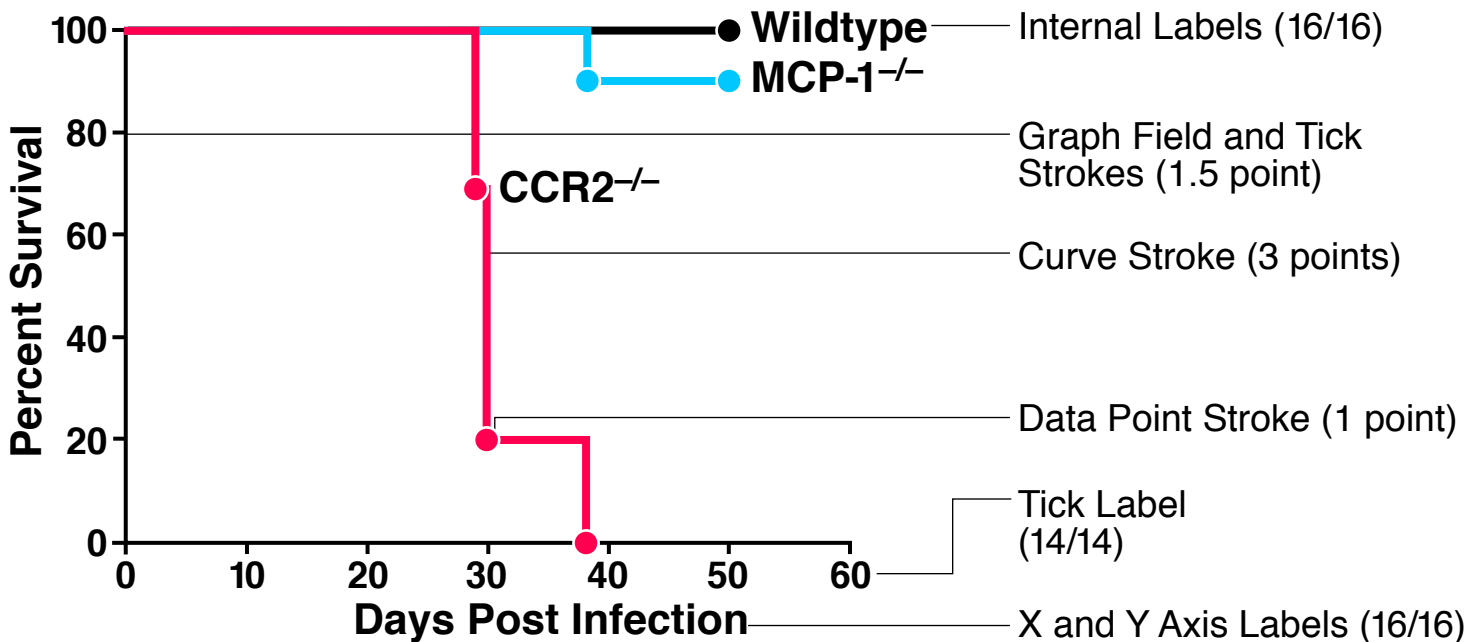 100
Wildtype
Internal Labels (16/16)
MCP-1–/–
80
Graph Field and Tick
Strokes (1.5 point)
CCR2–/–
60
Curve Stroke (3 points)
Percent Survival
40
20
Data Point Stroke (1 point)
Tick Label
(14/14)
0
0 10 20 30 40 50 60
Days Post Infection
X and Y Axis Labels (16/16)